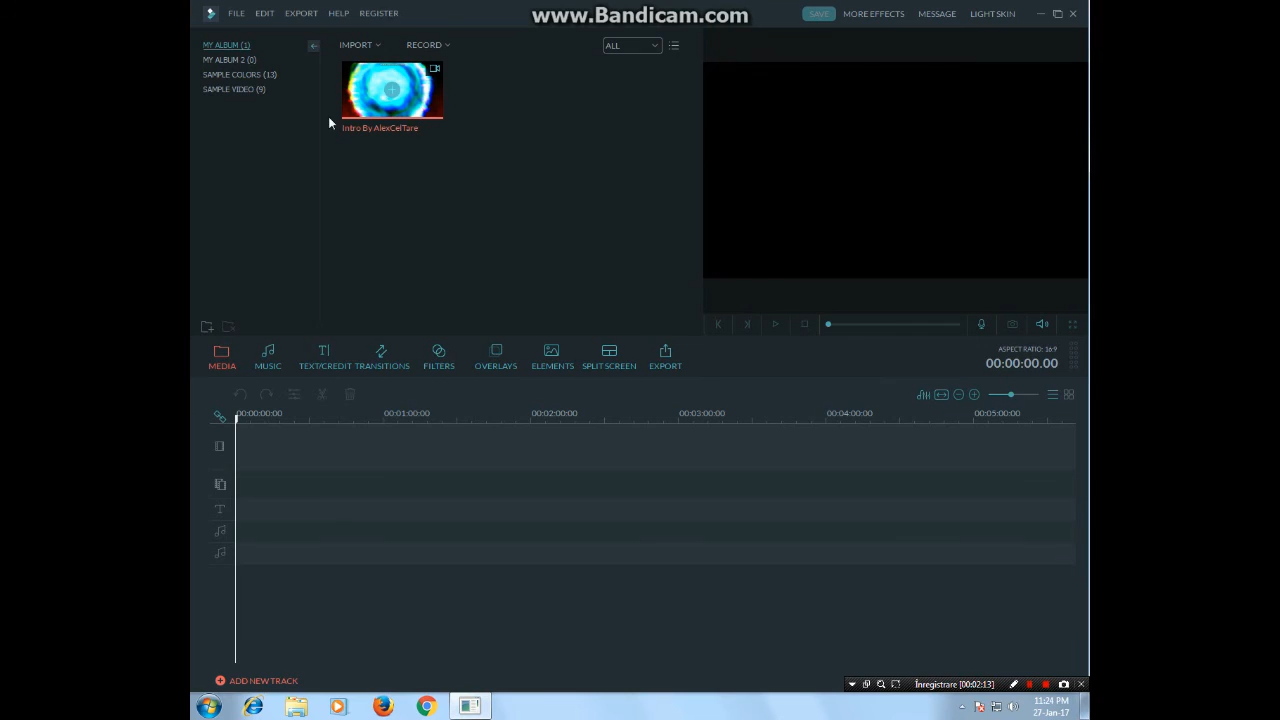 FILE EDIT EXPORT HELP REGISTER
www.Bandicam.com
SAVE MORE EFFECTS MESSAGE LIGHT SKIN
MY ALBUM (1)
MY ALBUM 2 (0)
SAMPLE COLORS (13)
SAMPLE VIDEO (9)
IMPORT RECORD ALL
Intro By AlexCelTare
ASPECT RATIO: 16:9
00:00:00.00
MEDIA MUSIC TEXT/CREDIT TRANSITIONS FILTERS OVERLAYS ELEMENTS SPLIT SCREEN EXPORT
00:00:00:00 00:01:00:00 00:02:00:00 00:03:00:00 00:04:00:00 00:05:00:00
ADD NEW TRACK
Înregistrare [00:02:13]
11:24 PM
27-Jan-17